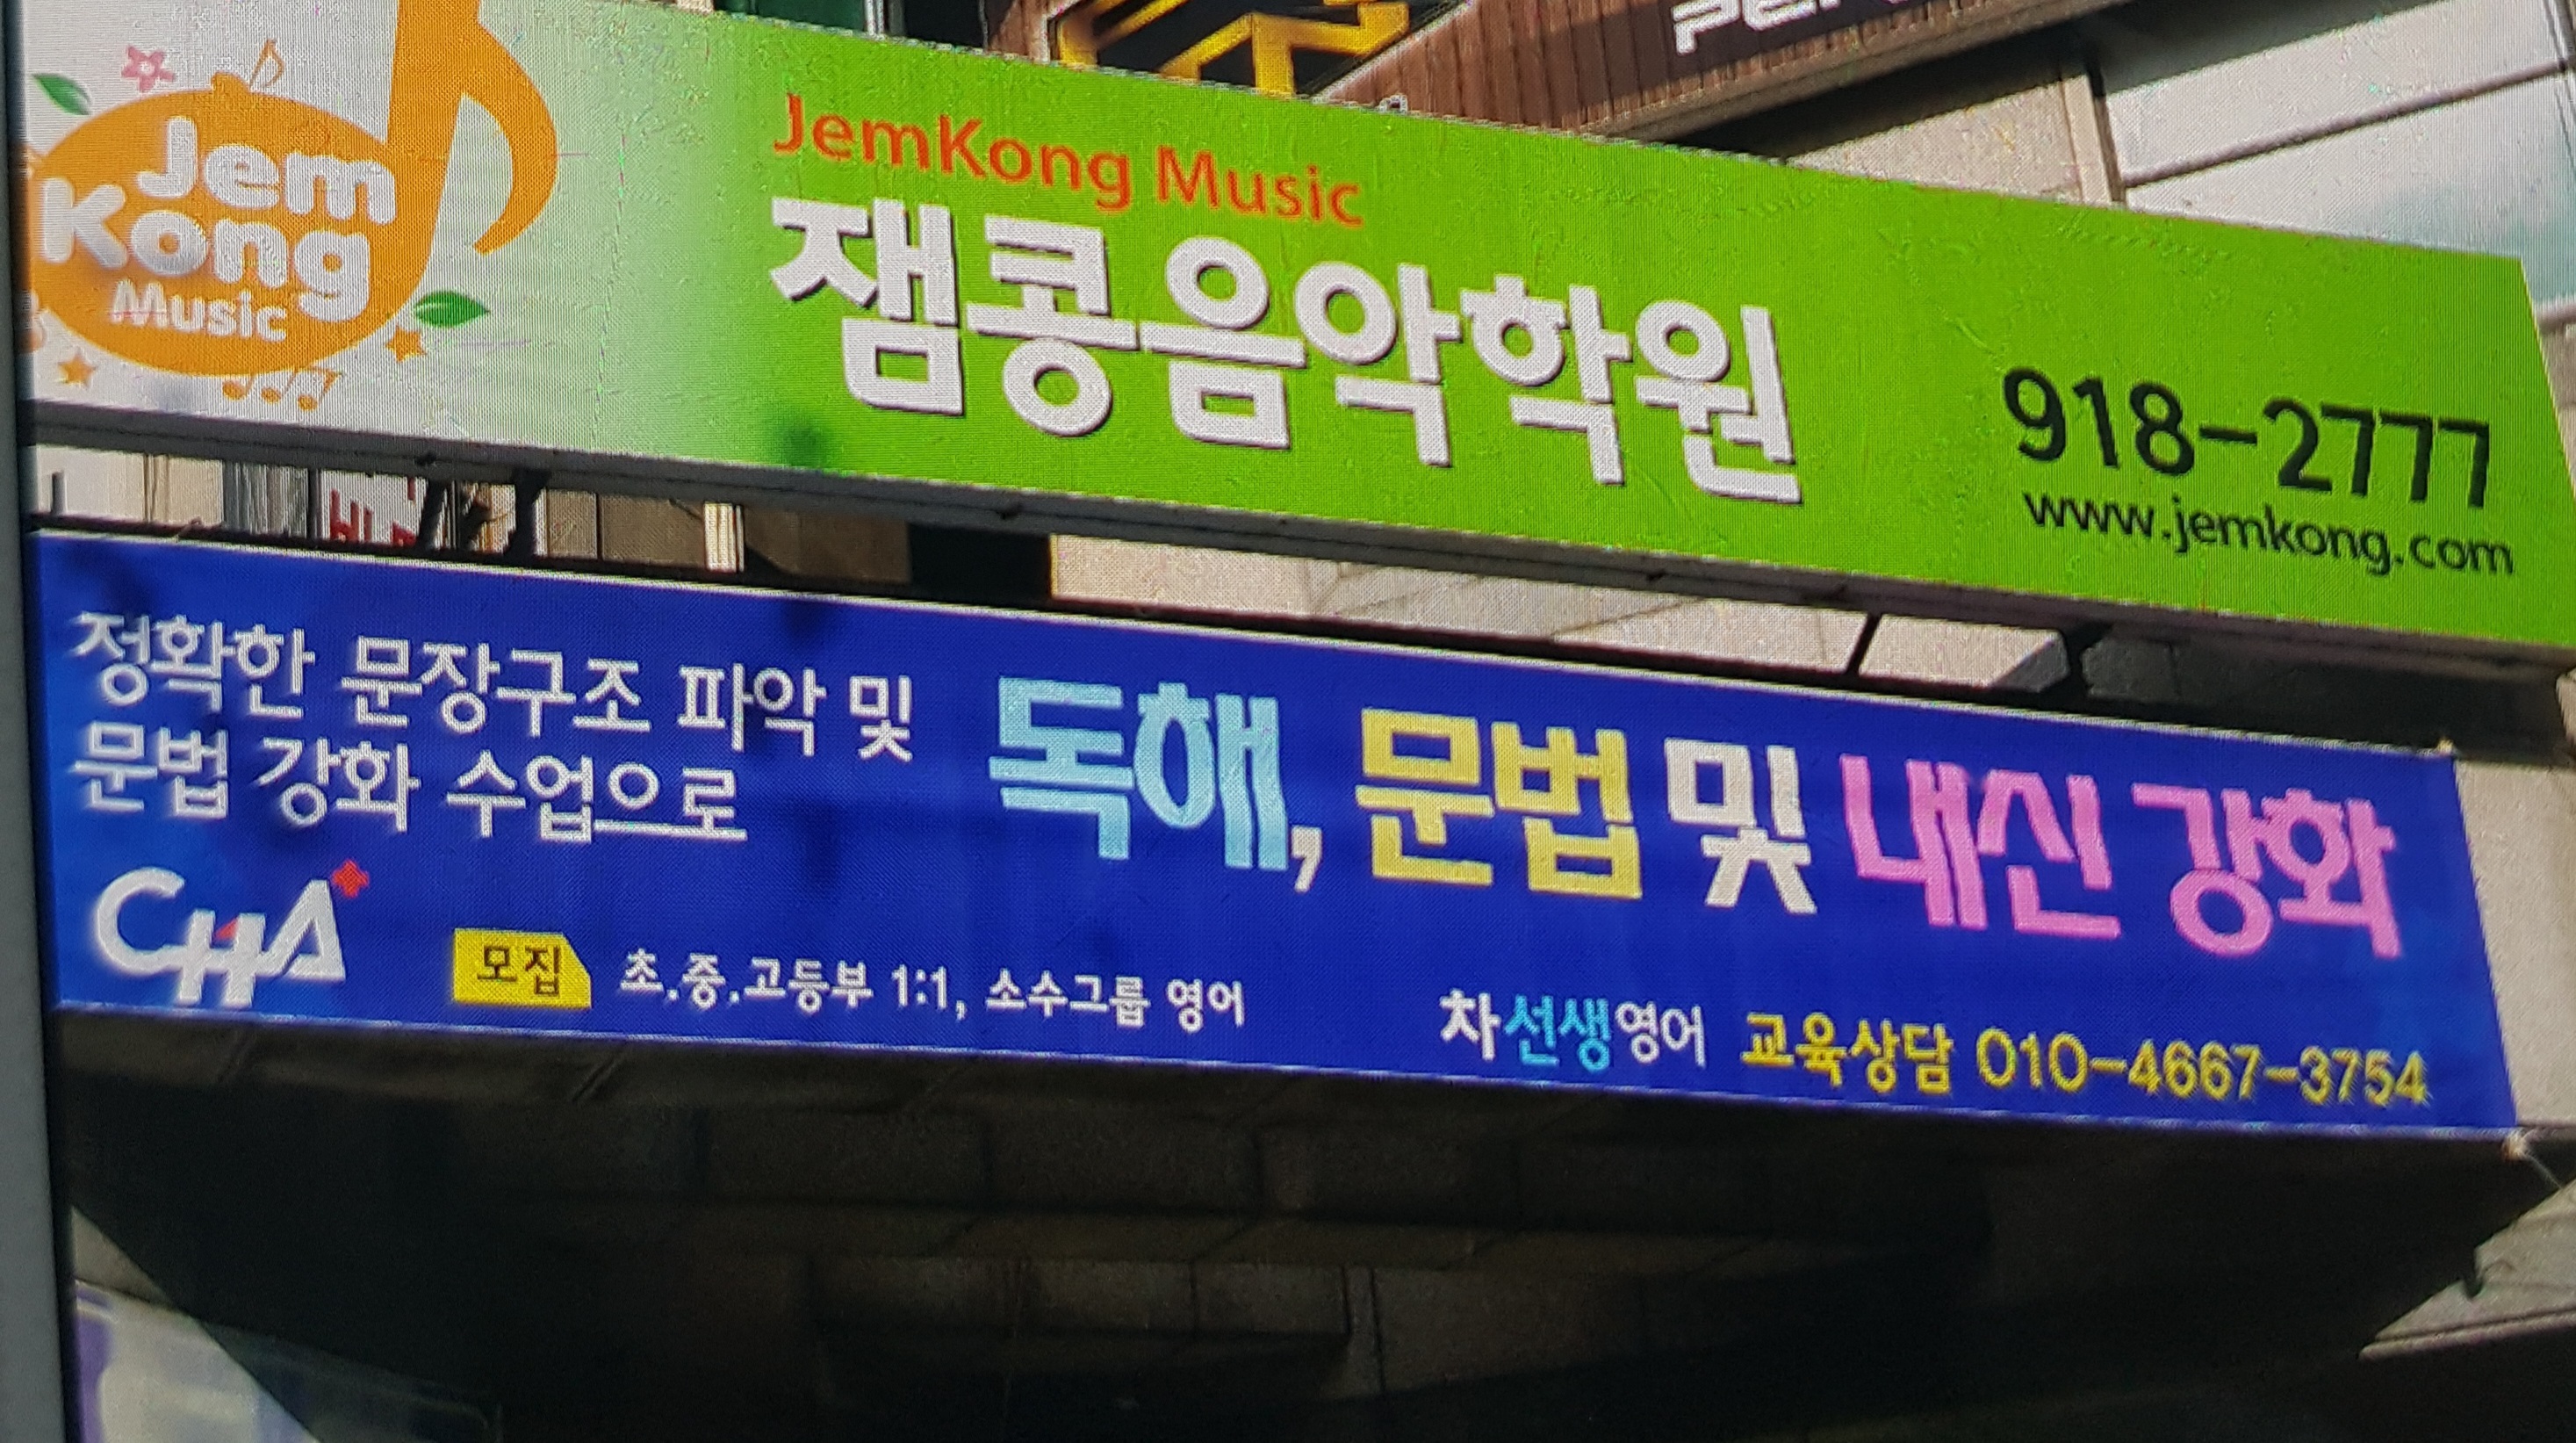 Jem
Kong
Music
JemKong Music
잼콩음악학원
918-2777
www.jemkong.com
정확한 문장구조 파악 및
문법 강화 수업으로
독해, 문법 및 내신 강화
CHA
모집 초.중.고등부 1:1, 소수그룹 영어
차선생영어 교육상담 010-4667-3754